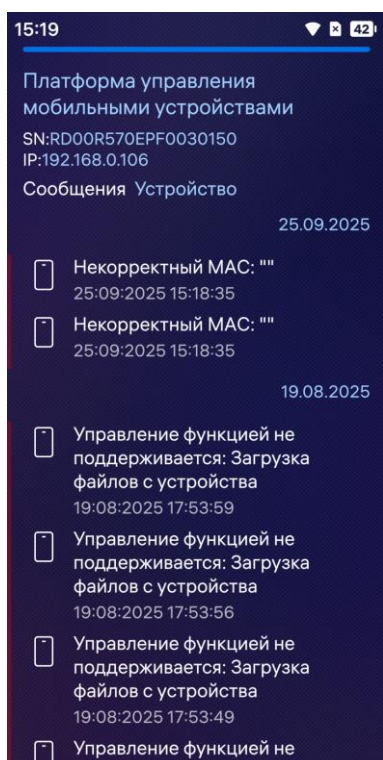 15:19
42
Платформа управления
мобильными устройствами
SN:RD00R570EPF0030150
IP:192.168.0.106
Сообщения Устройство
25.09.2025
Некорректный MAC: ""
25:09:2025 15:18:35
Некорректный MAC: ""
25:09:2025 15:18:35
19.08.2025
Управление функцией не
поддерживается: Загрузка
файлов с устройства
19:08:2025 17:53:59
Управление функцией не
поддерживается: Загрузка
файлов с устройства
19:08:2025 17:53:56
Управление функцией не
поддерживается: Загрузка
файлов с устройства
19:08:2025 17:53:49
Управление функцией не